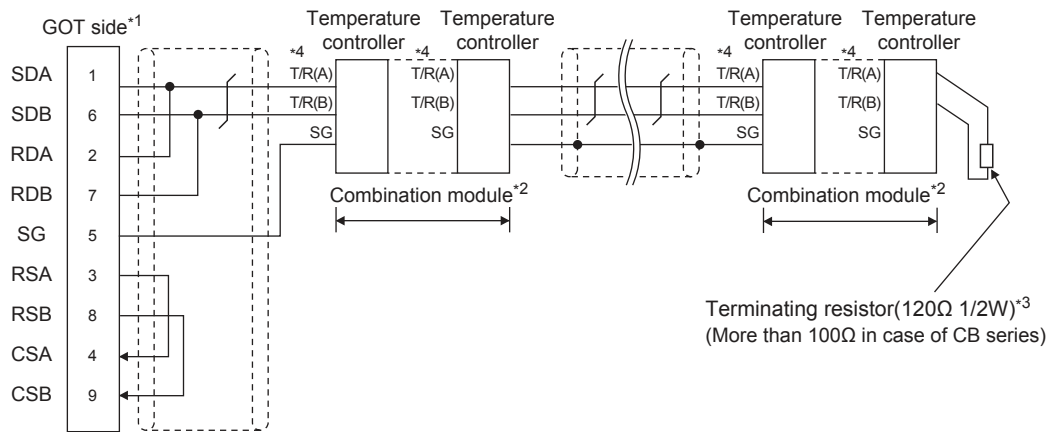 GOT side*1
SDA 1
SDB 6
RDA 2
RDB 7
SG 5
RSA 3
RSB 8
CSA 4
CSB 9
Temperature controller
Temperature controller
*4
T/R(A)
T/R(B)
SG
*4
T/R(A)
T/R(B)
SG
Combination module*2
Temperature controller
Temperature controller
*4
T/R(A)
T/R(B)
SG
*4
T/R(A)
T/R(B)
SG
Combination module*2
Terminating resistor(120Ω 1/2W)*3
(More than 100Ω in case of CB series)